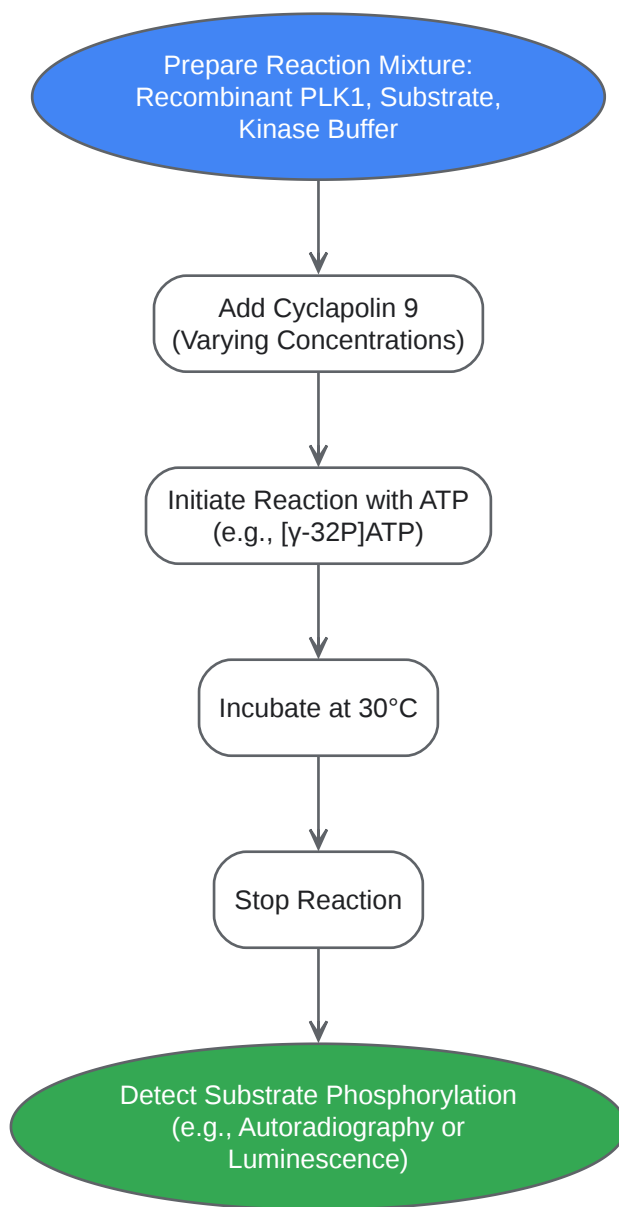 Prepare Reaction Mixture:
Recombinant PLK1, Substrate,
Kinase Buffer
Add Cyclapolin 9
(Varying Concentrations)
Initiate Reaction with ATP
(e.g., [γ-32P]ATP)
Incubate at 30°C
Stop Reaction
Detect Substrate Phosphorylation
(e.g., Autoradiography or
Luminescence)